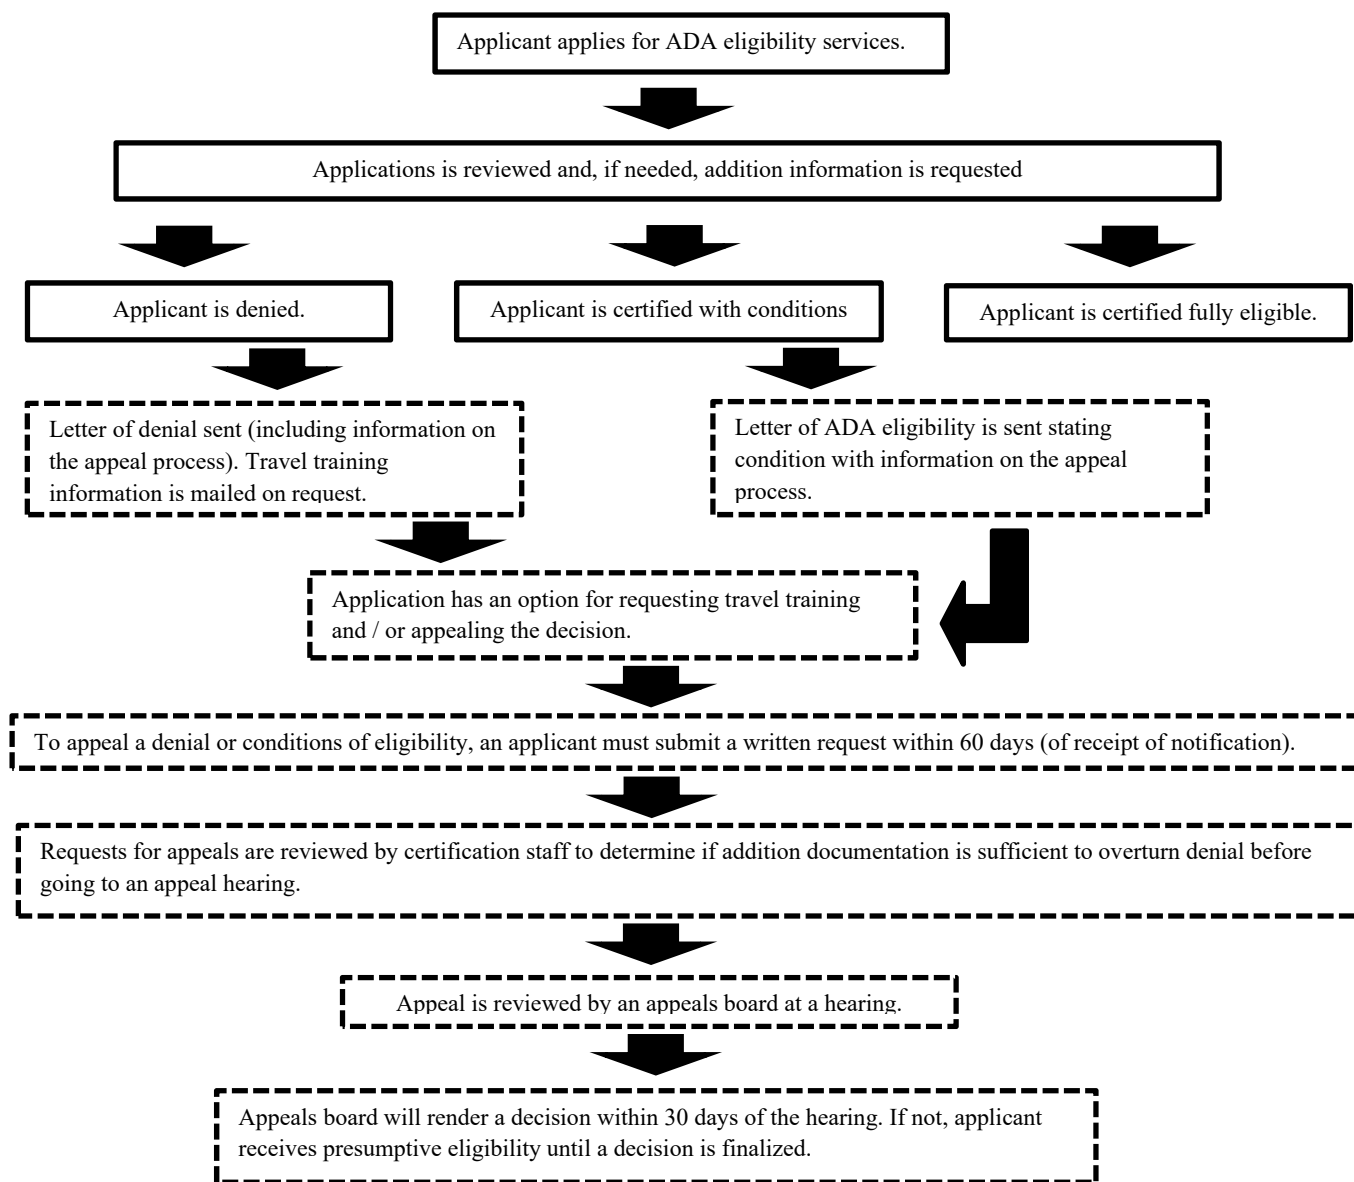 Applicant applies for ADA eligibility services.
Applications is reviewed and, if needed, addition information is requested
Applicant is denied.
Applicant is certified with conditions
Applicant is certified fully eligible.
Letter of denial sent (including information on
the appeal process). Travel training
information is mailed on request.
Letter of ADA eligibility is sent stating
condition with information on the appeal
process.
Application has an option for requesting travel training
and / or appealing the decision.
To appeal a denial or conditions of eligibility, an applicant must submit a written request within 60 days (of receipt of notification).
Requests for appeals are reviewed by certification staff to determine if addition documentation is sufficient to overturn denial before
going to an appeal hearing.
Appeal is reviewed by an appeals board at a hearing.
Appeals board will render a decision within 30 days of the hearing. If not, applicant
receives presumptive eligibility until a decision is finalized.